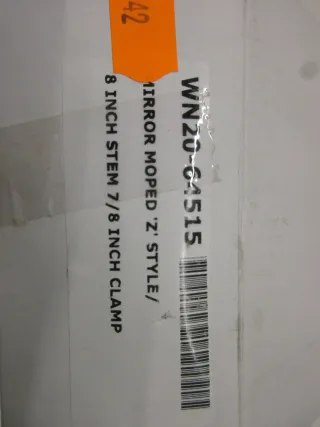 42
WN20-64515
MIRROR MOPED 'Z' STYLE/
8 INCH STEM 7/8 INCH CLAMP